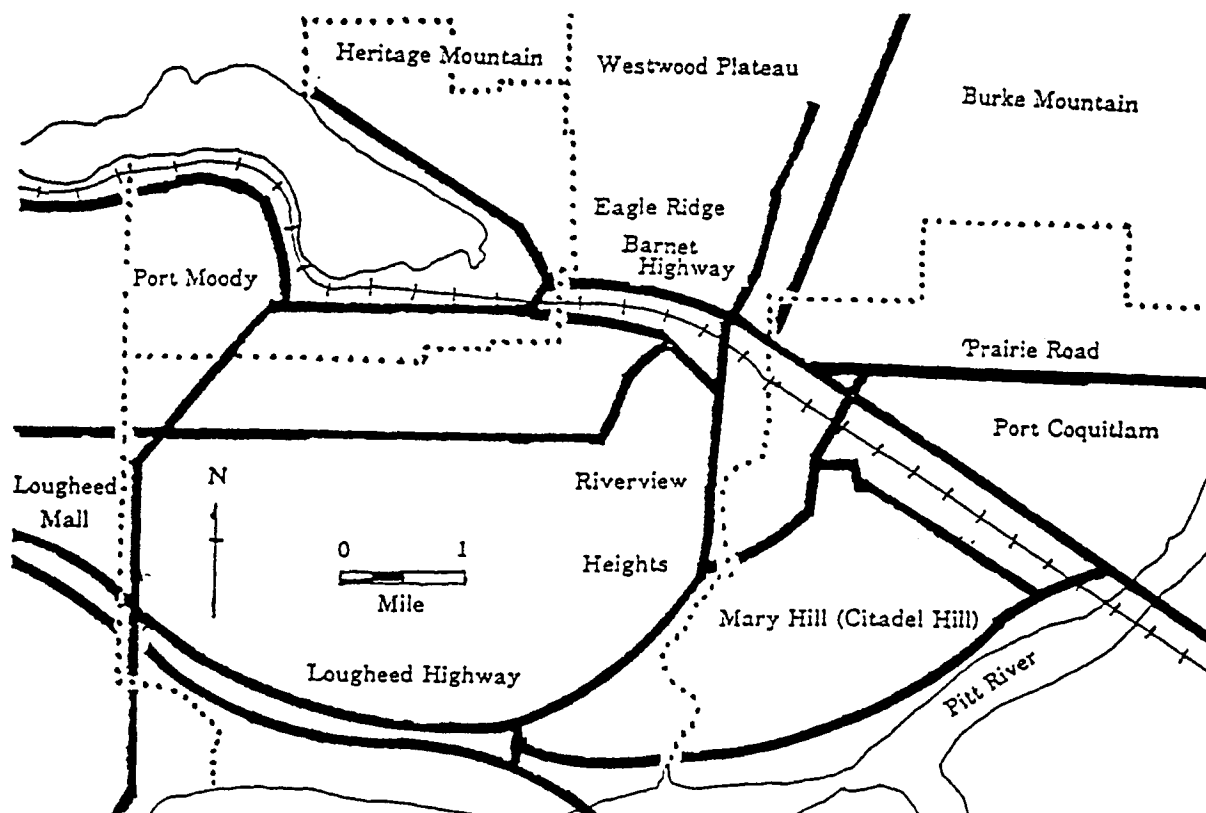 Heritage Mountain
Westwood Plateau
Burke Mountain
Eagle Ridge
Barnet
Highway
Port Moody
Prairie Road
Port Coquitlam
Lougheed
Mall
N
Riverview
Heights
0 1
Mile
Mary Hill (Citadel Hill)
Lougheed Highway
Pitt River